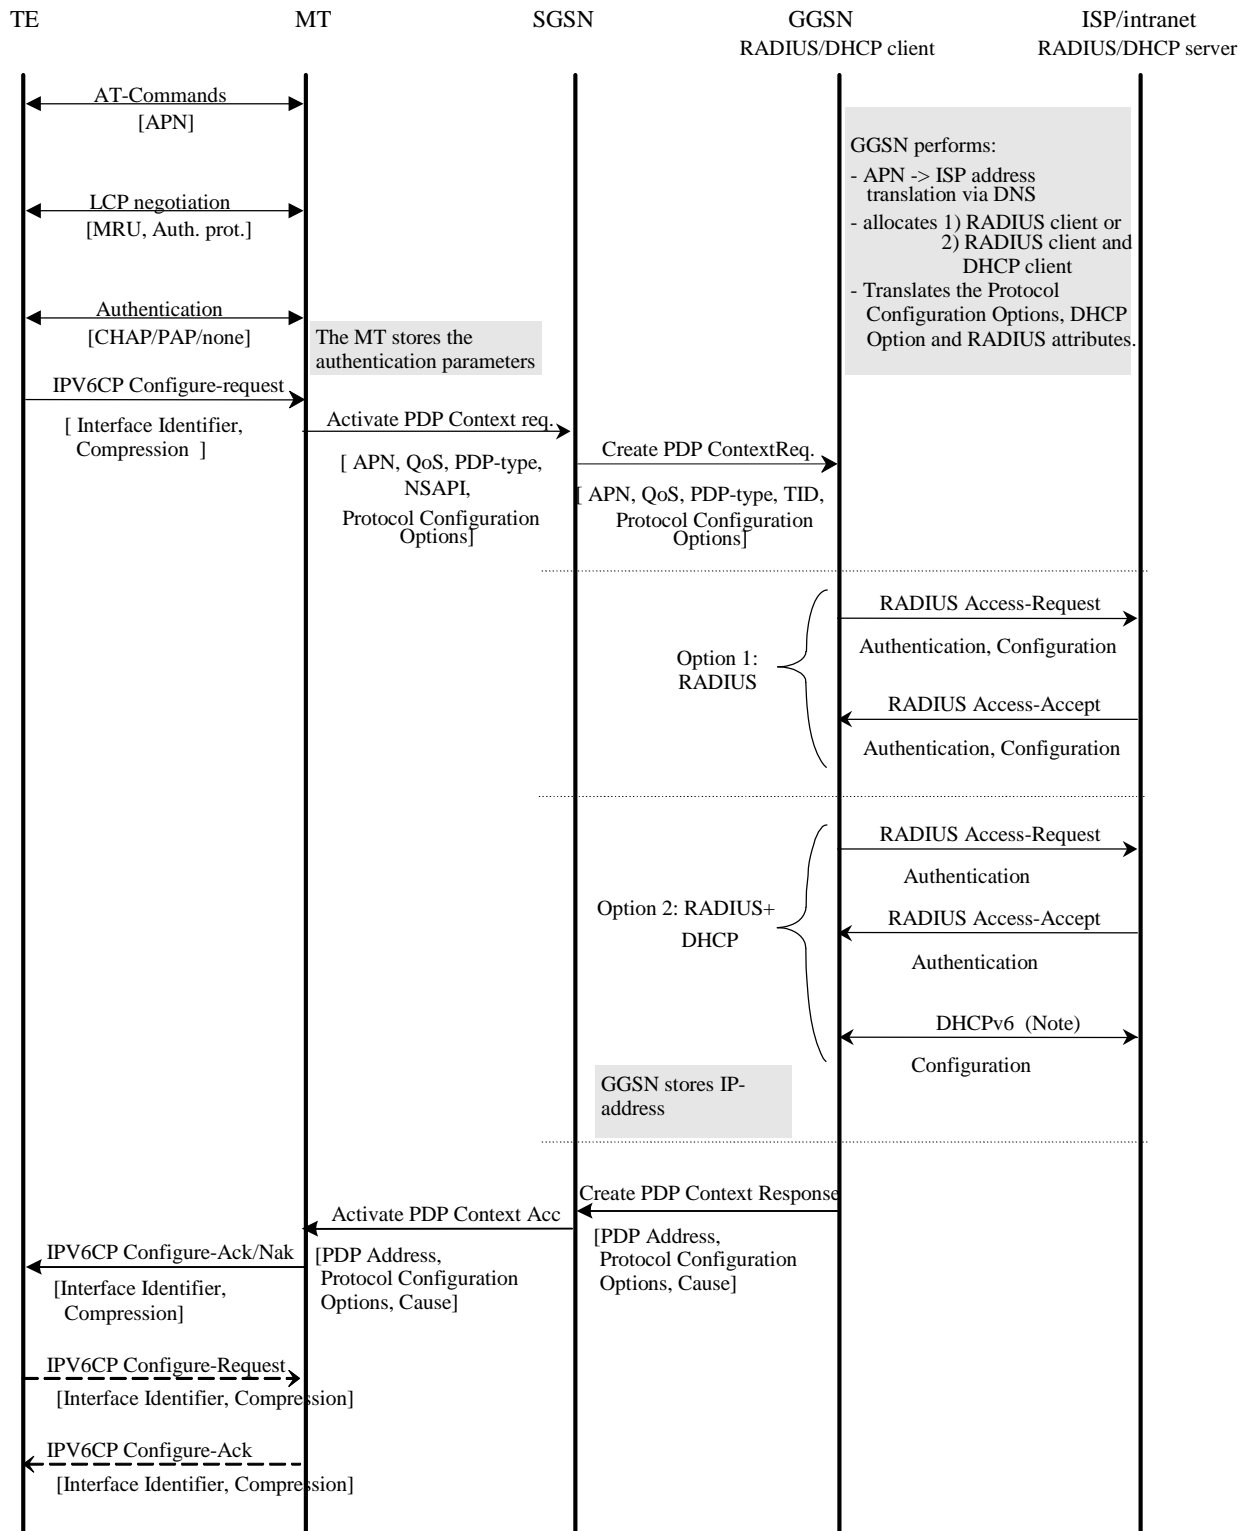 TE
MT
SGSN
GGSN
RADIUS/DHCP client
ISP/intranet
RADIUS/DHCP server
AT-Commands
[APN]
GGSN performs:
- APN -> ISP address
translation via DNS
- allocates 1) RADIUS client or
2) RADIUS client and
DHCP client
- Translates the Protocol
Configuration Options, DHCP
Option and RADIUS attributes.
LCP negotiation
[MRU, Auth. prot.]
Authentication
[CHAP/PAP/none]
The MT stores the
authentication parameters
IPV6CP Configure-request
[ Interface Identifier,
Compression ]
Activate PDP Context req.
[ APN, QoS, PDP-type,
NSAPI,
Protocol Configuration
Options]
Create PDP ContextReq.
[ APN, QoS, PDP-type, TID,
Protocol Configuration
Options]
Option 1:
RADIUS
RADIUS Access-Request
Authentication, Configuration
RADIUS Access-Accept
Authentication, Configuration
Option 2: RADIUS+
DHCP
RADIUS Access-Request
Authentication
RADIUS Access-Accept
Authentication
DHCPv6 (Note)
Configuration
GGSN stores IP-
address
Create PDP Context Response
[PDP Address,
Protocol Configuration
Options, Cause]
Activate PDP Context Acc
[PDP Address,
Protocol Configuration
Options, Cause]
IPV6CP Configure-Ack/Nak
[Interface Identifier,
Compression]
IPV6CP Configure-Request
[Interface Identifier, Compression]
IPV6CP Configure-Ack
[Interface Identifier, Compression]